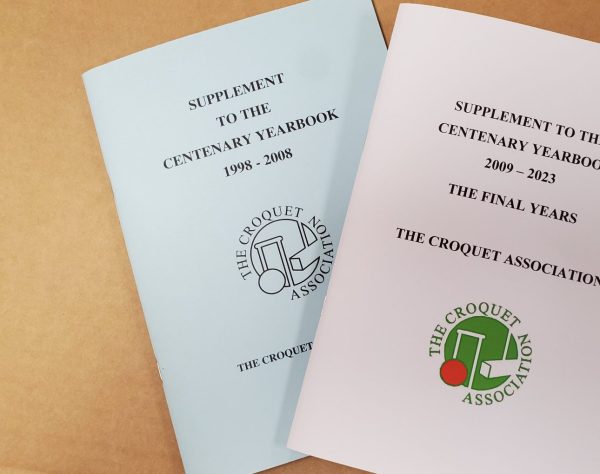 SUPPLEMENT
TO THE
CENTENARY YEARBOOK
1998 - 2008
THE CROQUET
ASSOCIATION
THE CROQUET
SUPPLEMENT TO THE
CENTENARY YEARBOOK
2009 – 2023
THE FINAL YEARS
THE CROQUET ASSOCIATION
THE CROQUET
ASSOCIATION